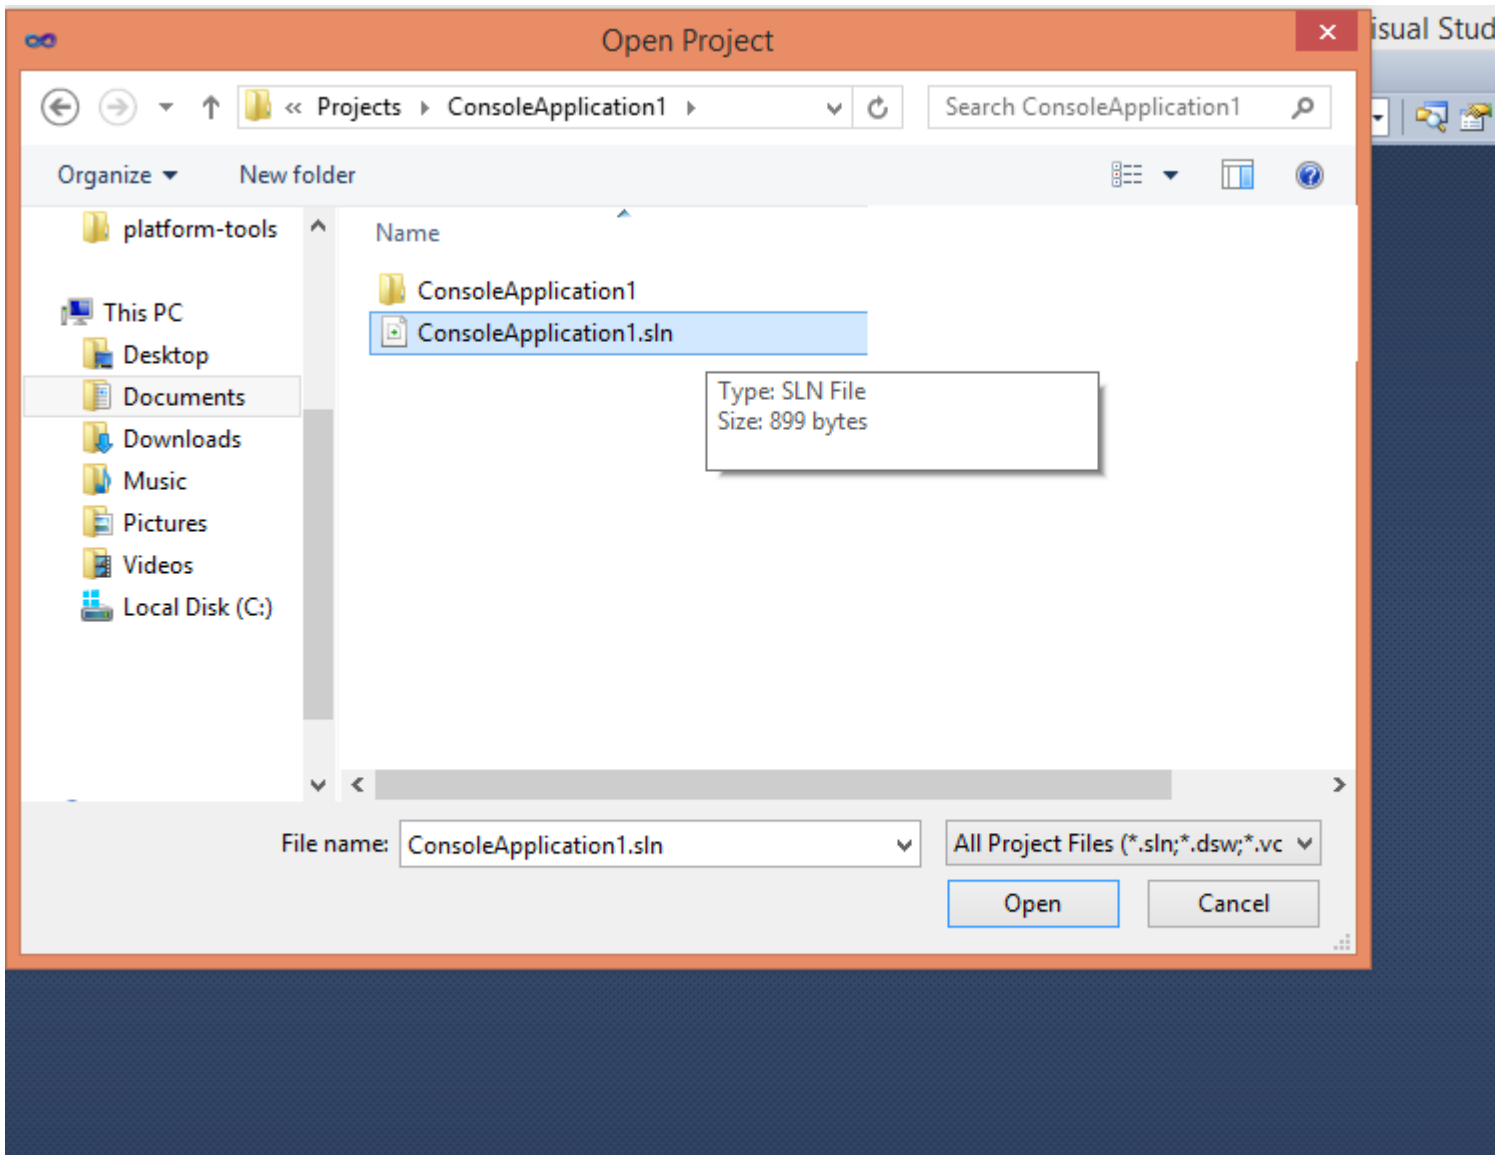 Open Project
isual Stud
« Projects ConsoleApplication1
Search ConsoleApplication1
Organize
New folder
platform-tools
This PC
Desktop
Documents
Downloads
Music
Pictures
Videos
Local Disk (C:)
Name
ConsoleApplication1
ConsoleApplication1.sln
Type: SLN File
Size: 899 bytes
File name:
ConsoleApplication1.sln
All Project Files (*.sln;*.dsw;*.vc
Open
Cancel